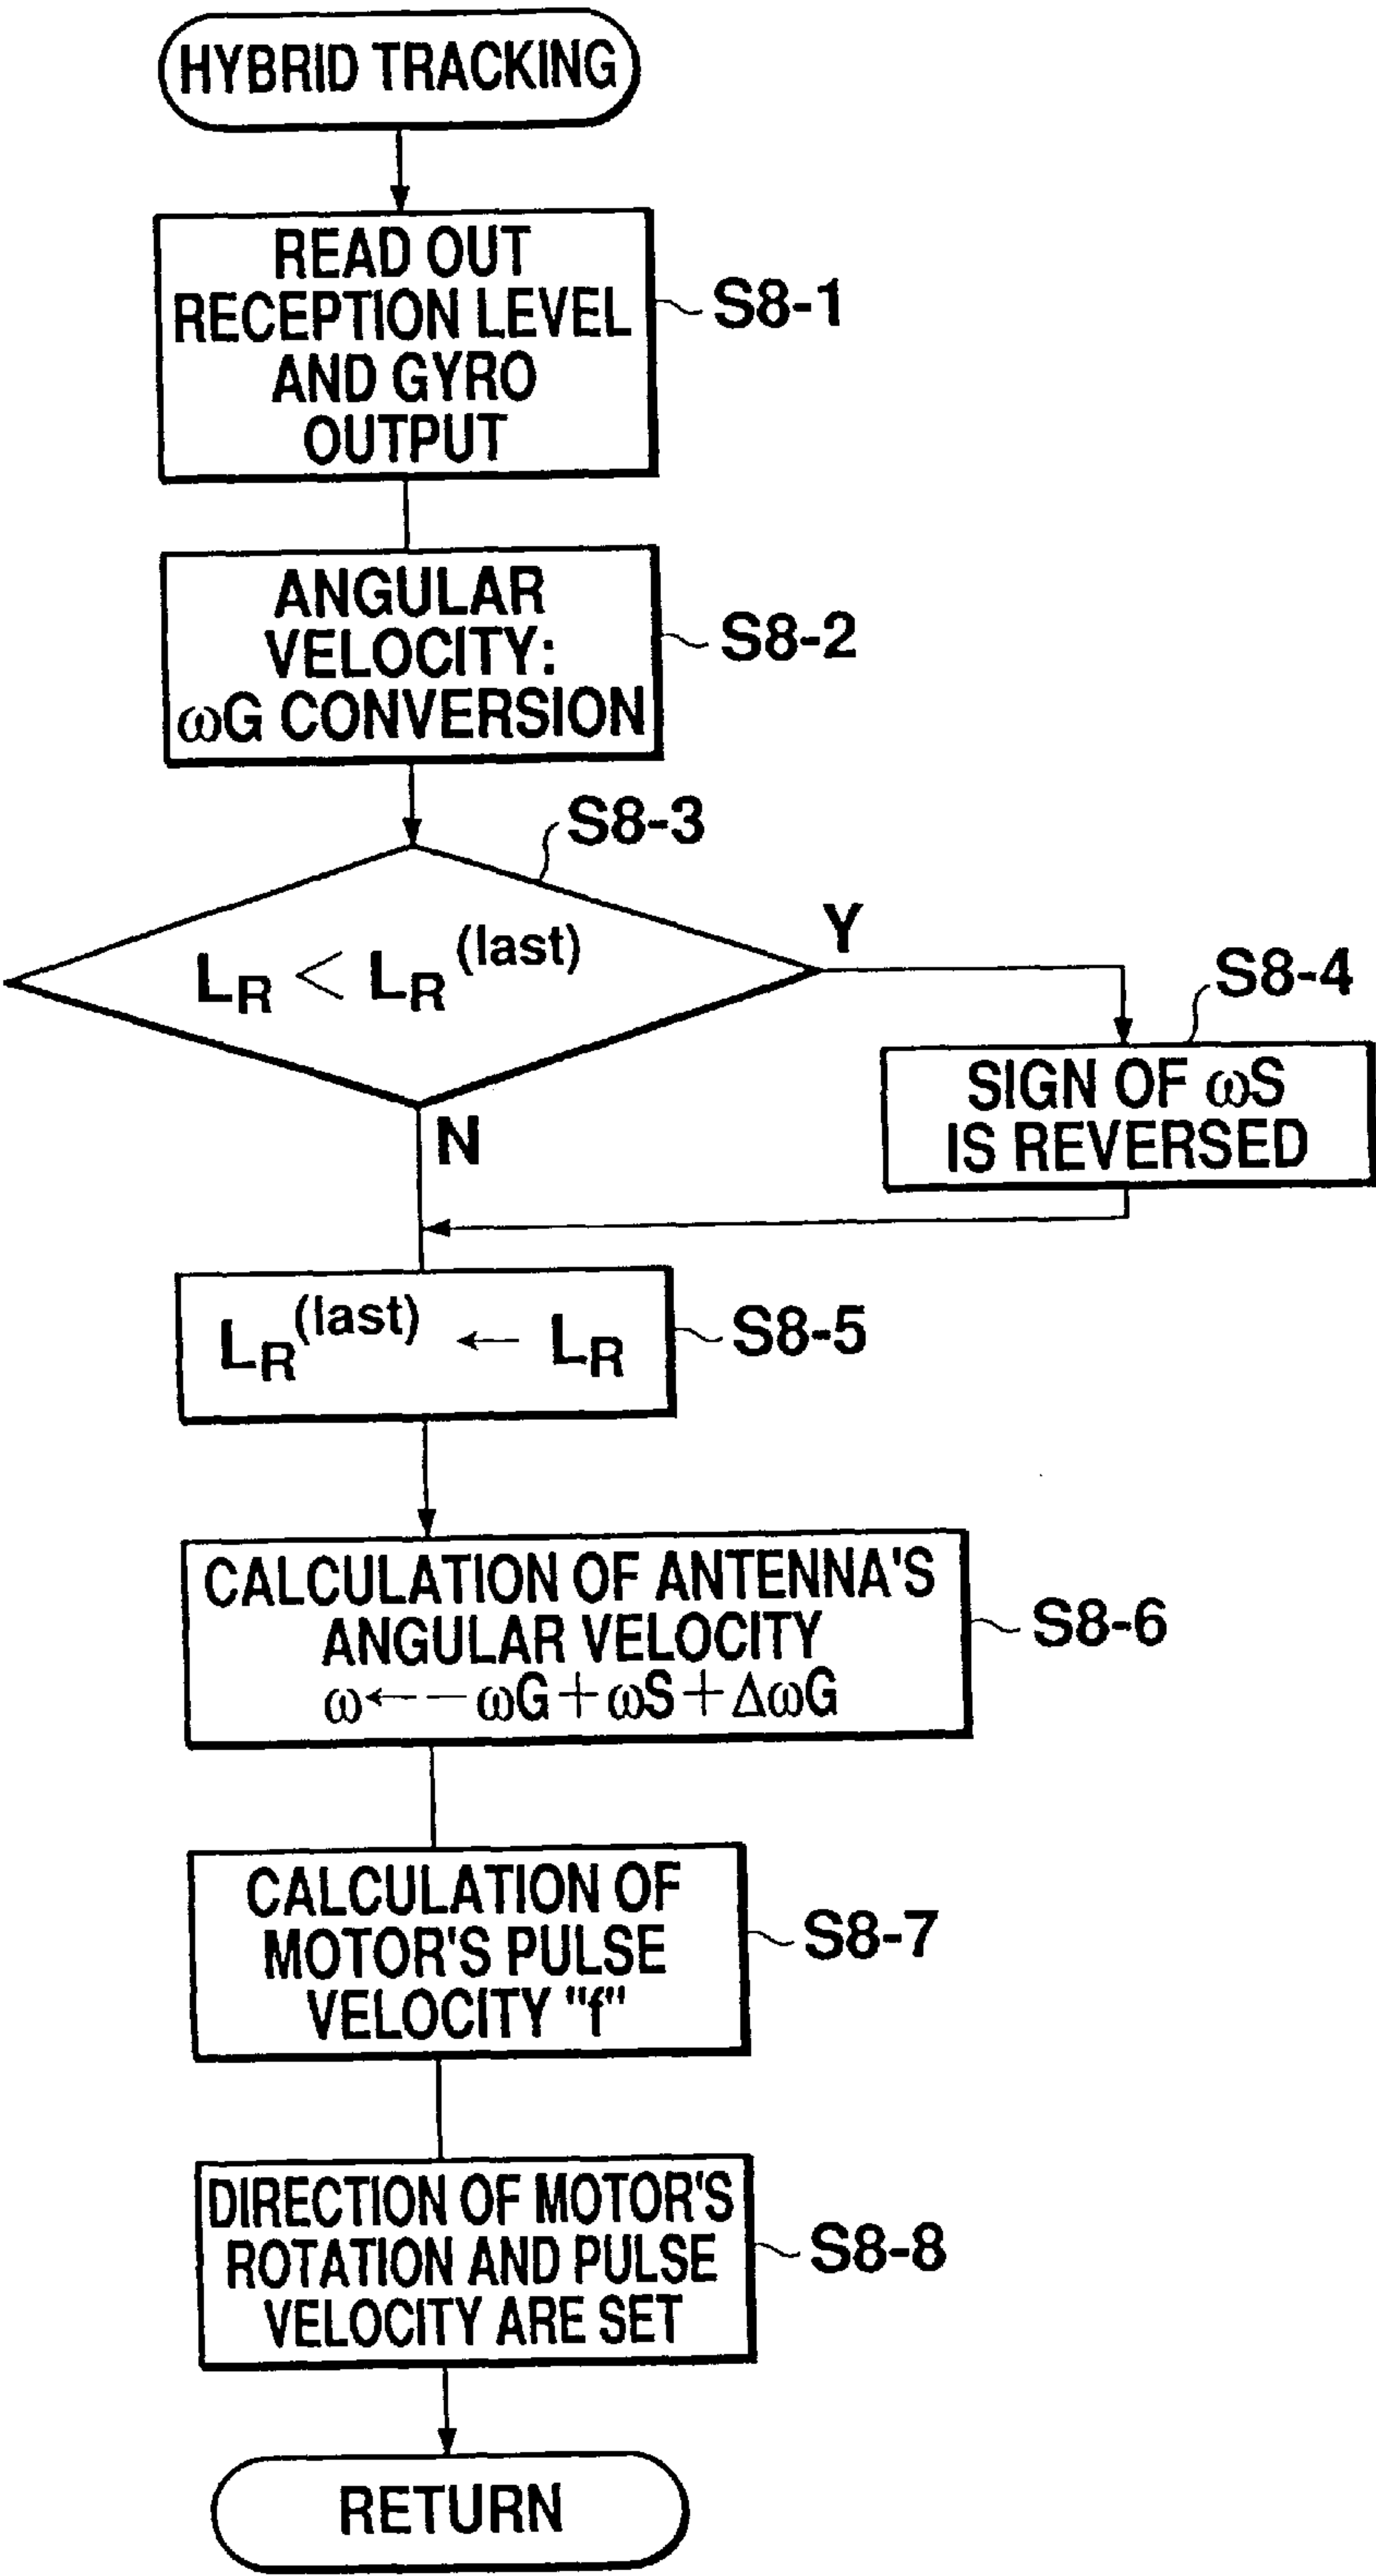 HYBRID TRACKING
READ OUT
RECEPTION LEVEL
AND GYRO
OUTPUT
S8-1
ANGULAR
VELOCITY:
ωG CONVERSION
S8-2
S8-3
LR < LR(last)
Y
S8-4
SIGN OF ωS
IS REVERSED
N
LR(last) ← LR
S8-5
CALCULATION OF ANTENNA'S
ANGULAR VELOCITY
ω ← ωG + ωS + ΔωG
S8-6
CALCULATION OF
MOTOR'S PULSE
VELOCITY "f"
S8-7
DIRECTION OF MOTOR'S
ROTATION AND PULSE
VELOCITY ARE SET
S8-8
RETURN